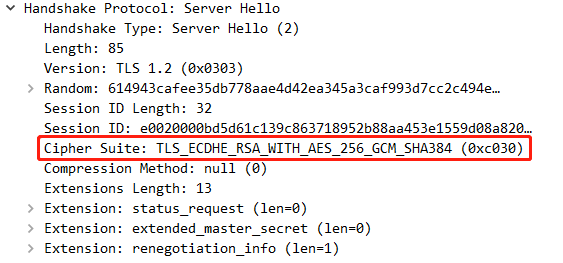 Handshake Protocol: Server Hello
Handshake Type: Server Hello (2)
Length: 85
Version: TLS 1.2 (0x0303)
Random: 614943cafee35db778aae4d42ea345a3caf993d7cc2c494e…
Session ID Length: 32
Session ID: e0020000bd5d61c139c863718952b88aa453e1559d08a820…
Cipher Suite: TLS_ECDHE_RSA_WITH_AES_256_GCM_SHA384 (0xc030)
Compression Method: null (0)
Extensions Length: 13
Extension: status_request (len=0)
Extension: extended_master_secret (len=0)
Extension: renegotiation_info (len=1)